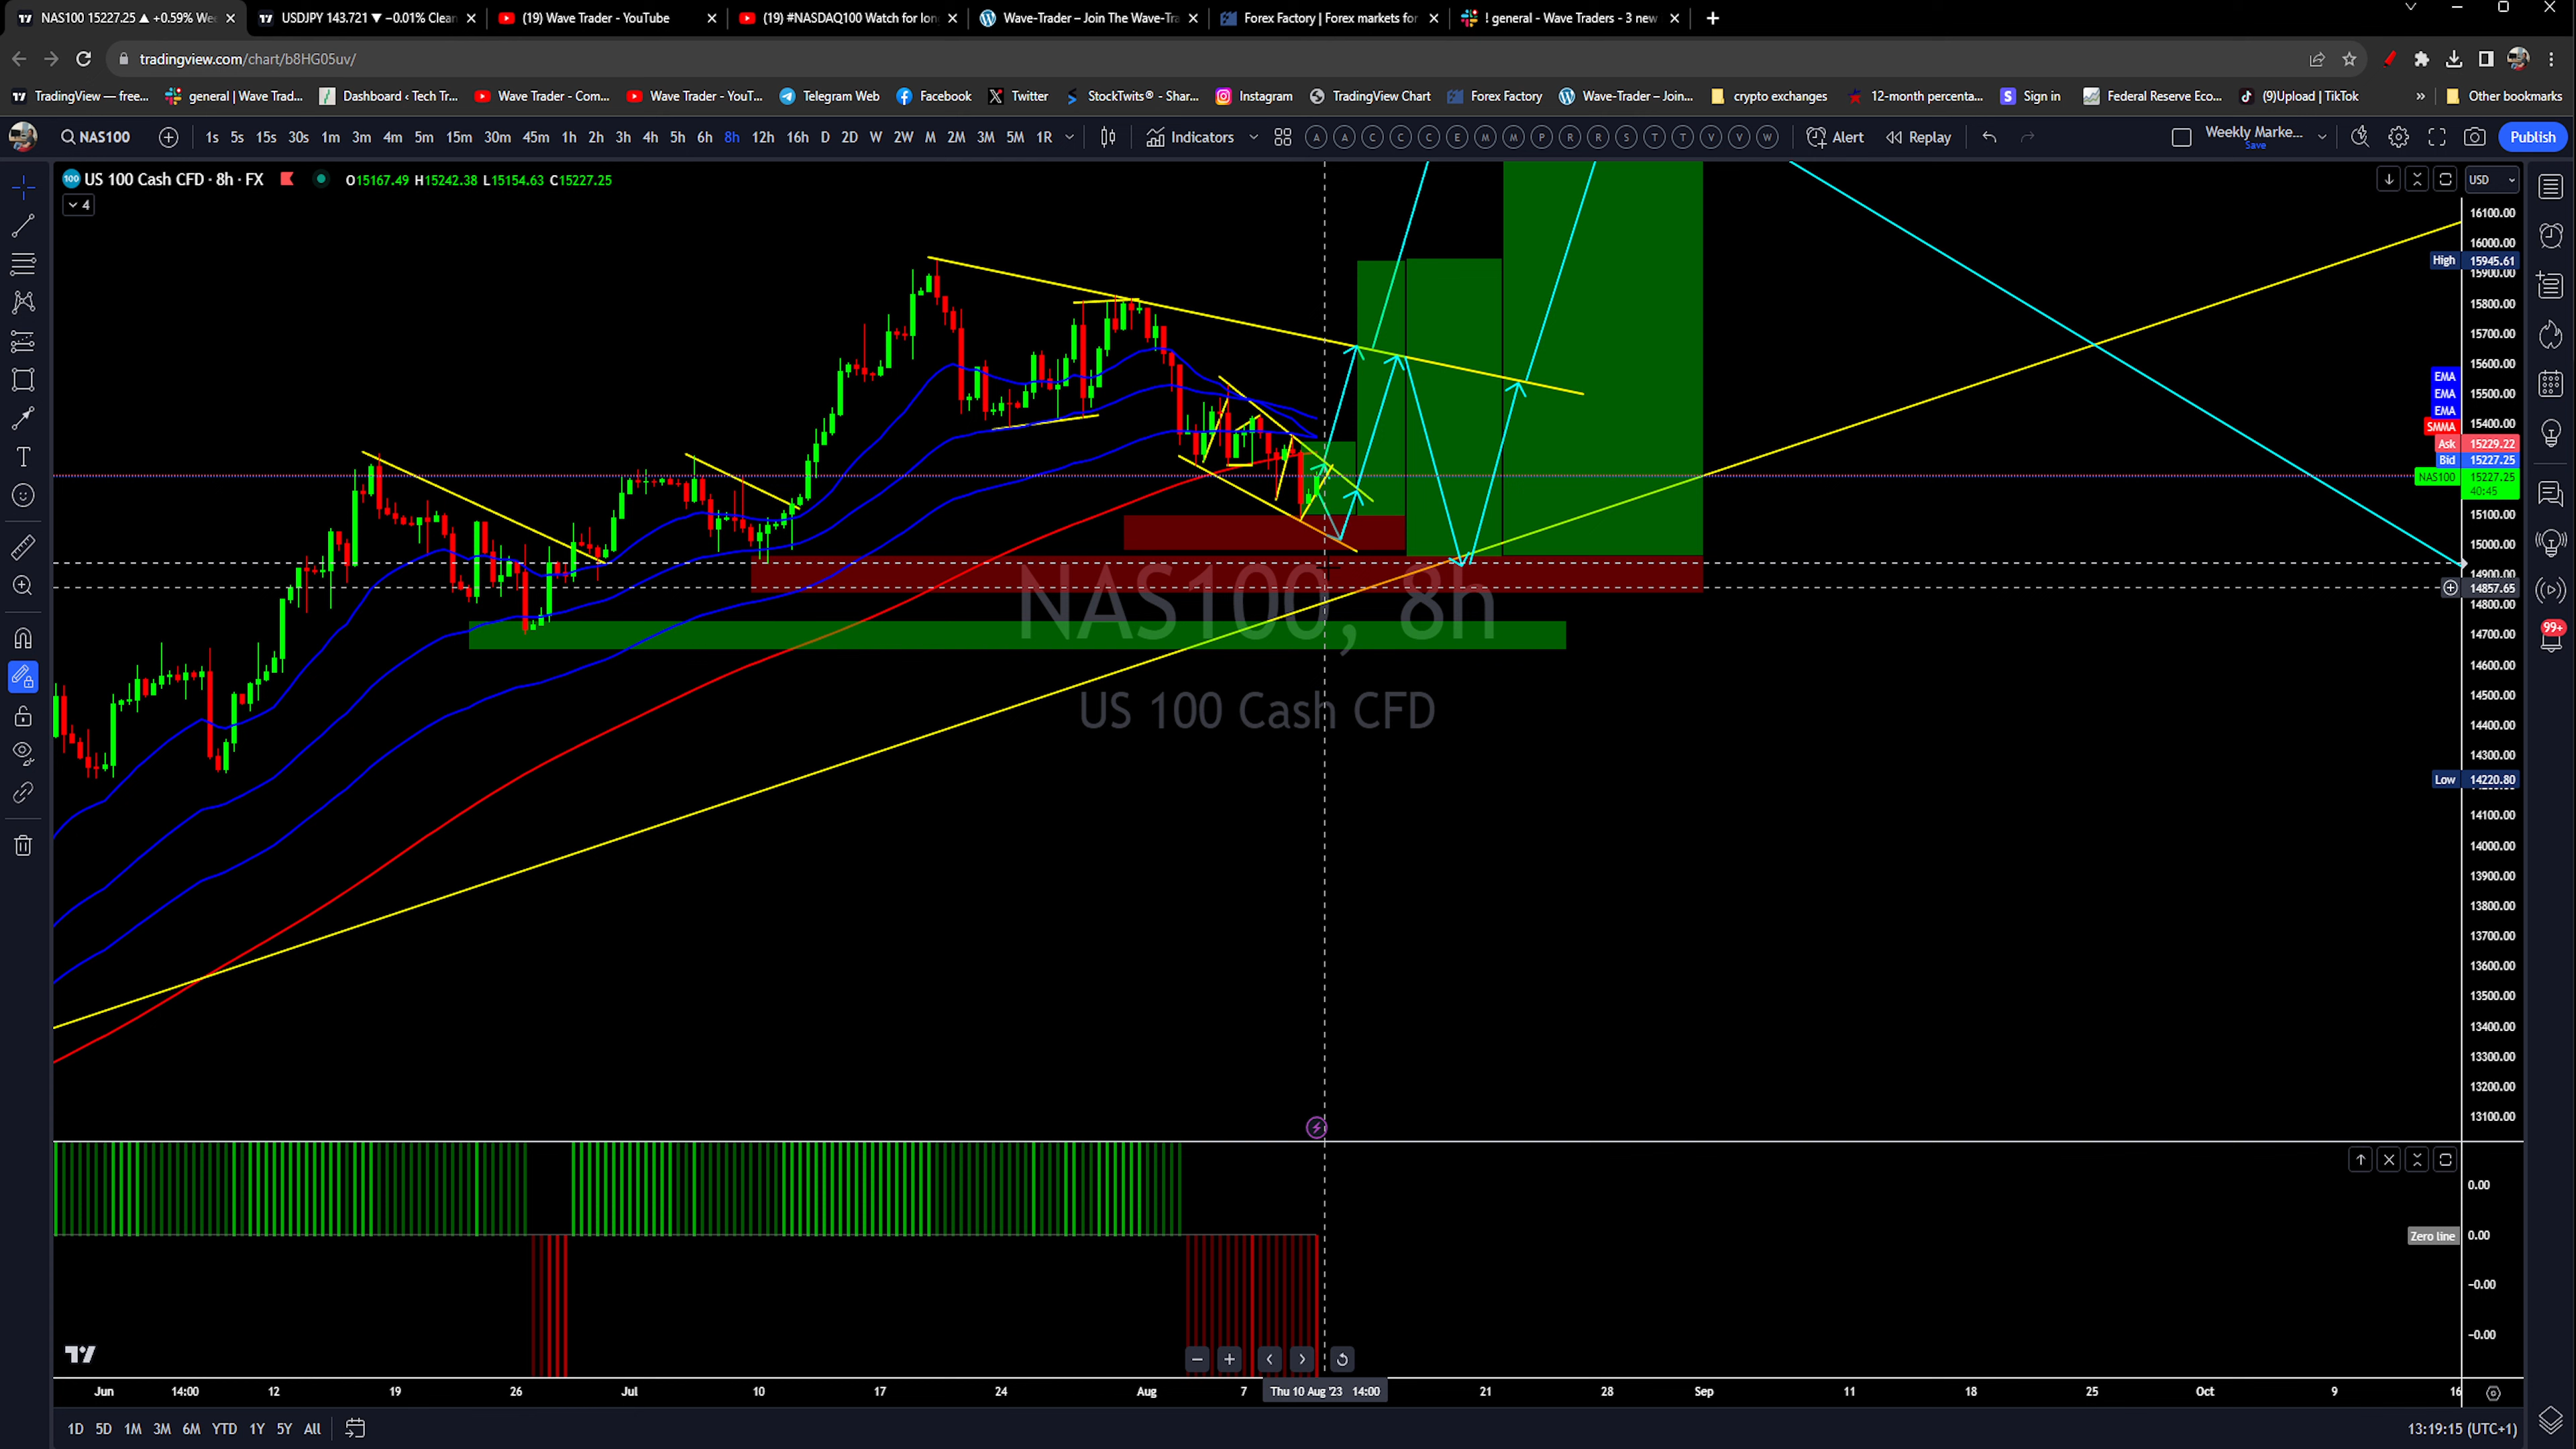 NAS100 15227.25 ▲ +0.59% We
USDJPY 143.721 ▼ −0.01% Clean
(19) Wave Trader - YouTube
(19) #NASDAQ100 Watch for lon
Wave-Trader – Join The Wave-Tra
Forex Factory | Forex markets for
! general - Wave Traders - 3 new
tradingview.com/chart/b8HG05uv/
TradingView — free...
general | Wave Trad...
Dashboard ‹ Tech Tr...
Wave Trader - Com...
Wave Trader - YouT...
Telegram Web
Facebook
Twitter
StockTwits® - Shar...
Instagram
TradingView Chart
Forex Factory
Wave-Trader – Join...
crypto exchanges
12-month percenta...
Sign in
Federal Reserve Eco...
(9)Upload | TikTok
»
Other bookmarks
NAS100
1s 5s 15s 30s 1m 3m 4m 5m 15m 30m 45m 1h 2h 3h 4h 5h 6h 8h 12h 16h D 2D W 2W M 2M 3M 5M 1R
Indicators
A A C C C E M M P R R S T T V V W
Alert
Replay
Weekly Marke...
Save
Publish
100 US 100 Cash CFD · 8h · FX
O15167.49 H15242.38 L15154.63 C15227.25
4
USD
16100.00
16000.00
High 15945.61
15900.00
15800.00
15700.00
15600.00
EMA
15500.00
EMA
EMA
15400.00
SMMA
Ask 15229.22
Bid 15227.25
NAS100 15227.25
40:45
15100.00
15000.00
14900.00
14857.65
14800.00
14700.00
14600.00
14500.00
14400.00
14300.00
Low 14220.80
14100.00
14000.00
13900.00
13800.00
13700.00
13600.00
13500.00
13400.00
13300.00
13200.00
13100.00
NAS100, 8h
US 100 Cash CFD
99+
0.00
Zero line 0.00
−0.00
−0.00
Jun 14:00 12 19 26 Jul 10 17 24 Aug 7 Thu 10 Aug '23 14:00 21 28 Sep 11 18 25 Oct 9 16
1D 5D 1M 3M 6M YTD 1Y 5Y All
13:19:15 (UTC+1)